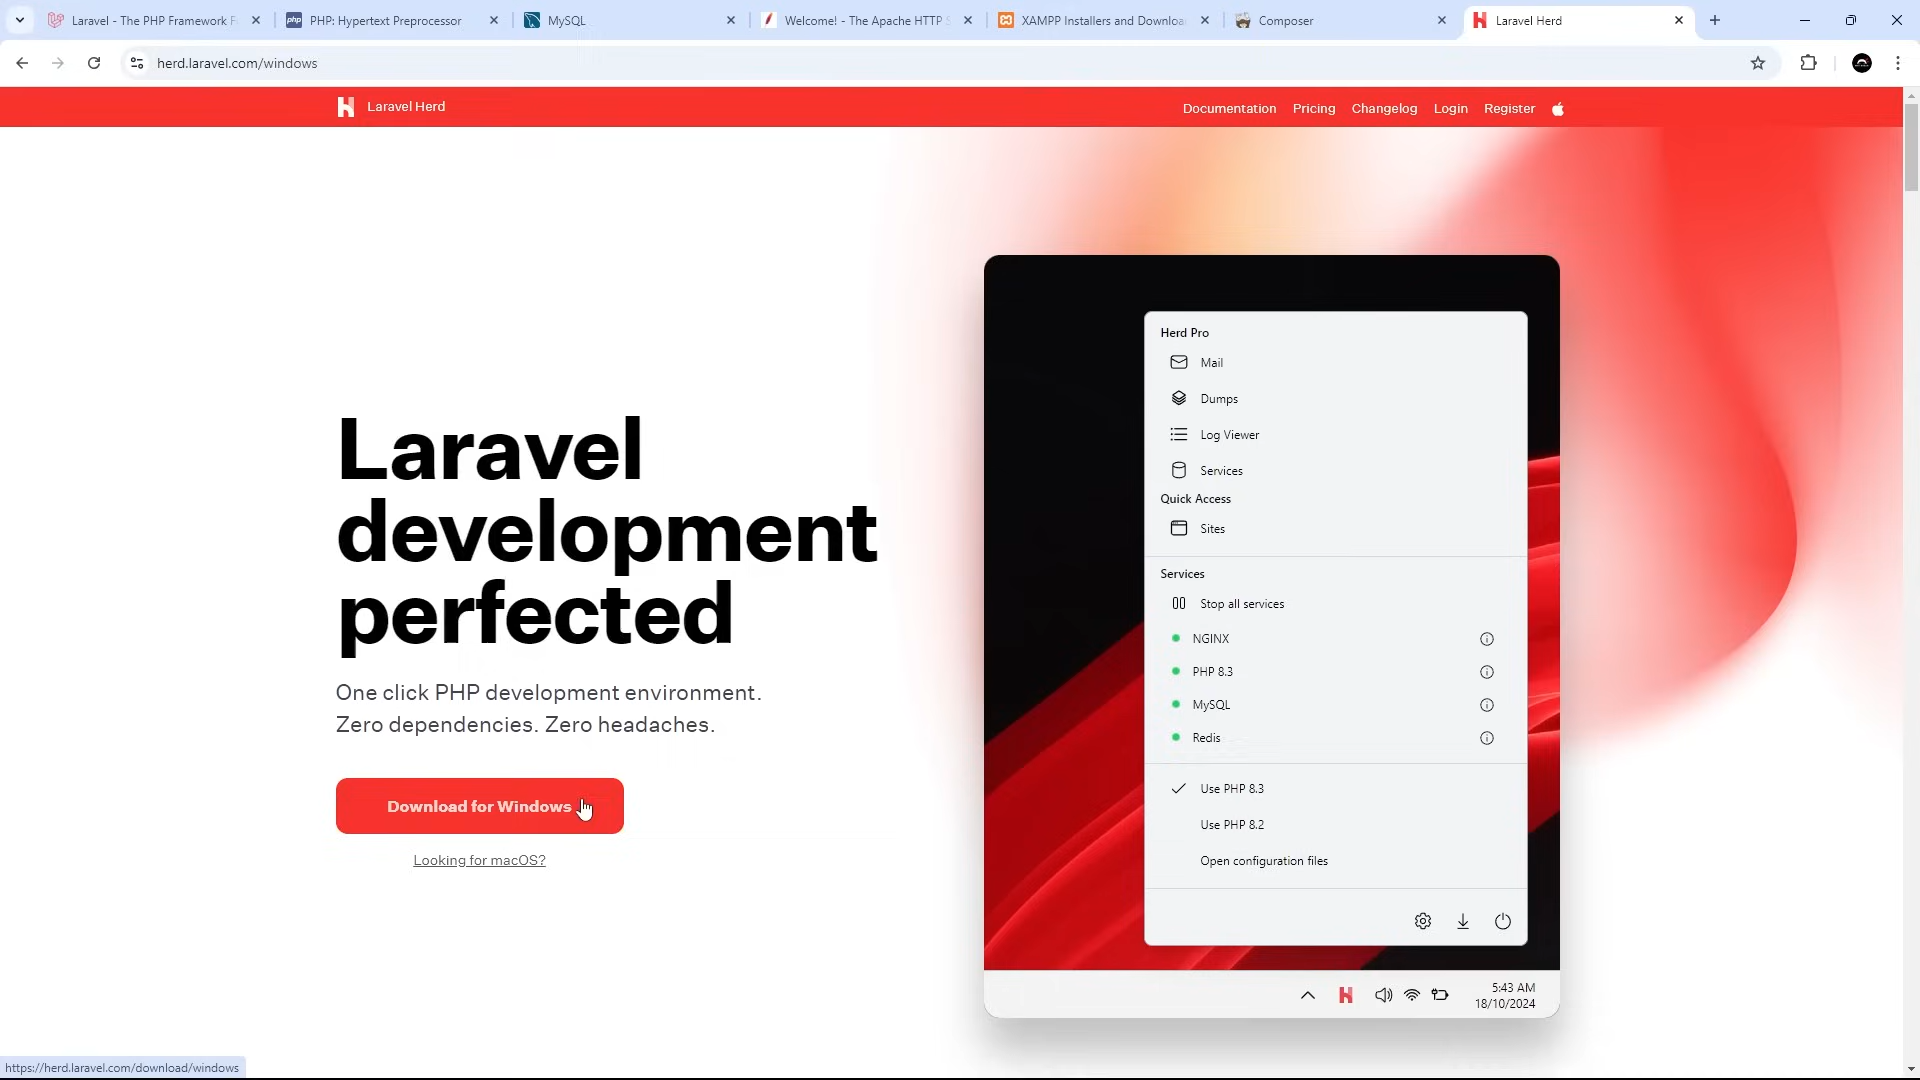 Laravel - The PHP Framework F
PHP: Hypertext Preprocessor
MySQL
Welcome! - The Apache HTTP S
XAMPP Installers and Downloa
Composer
Laravel Herd
herd.laravel.com/windows
Laravel Herd
Documentation
Pricing
Changelog
Login
Register
Laravel
development
perfected
One click PHP development environment.
Zero dependencies. Zero headaches.
Download for Windows
Looking for macOS?
Herd Pro
Mail
Dumps
Log Viewer
Services
Quick Access
Sites
Services
Stop all services
NGINX
PHP 8.3
MySQL
Redis
Use PHP 8.3
Use PHP 8.2
Open configuration files
5:43 AM
18/10/2024
https://herd.laravel.com/download/windows